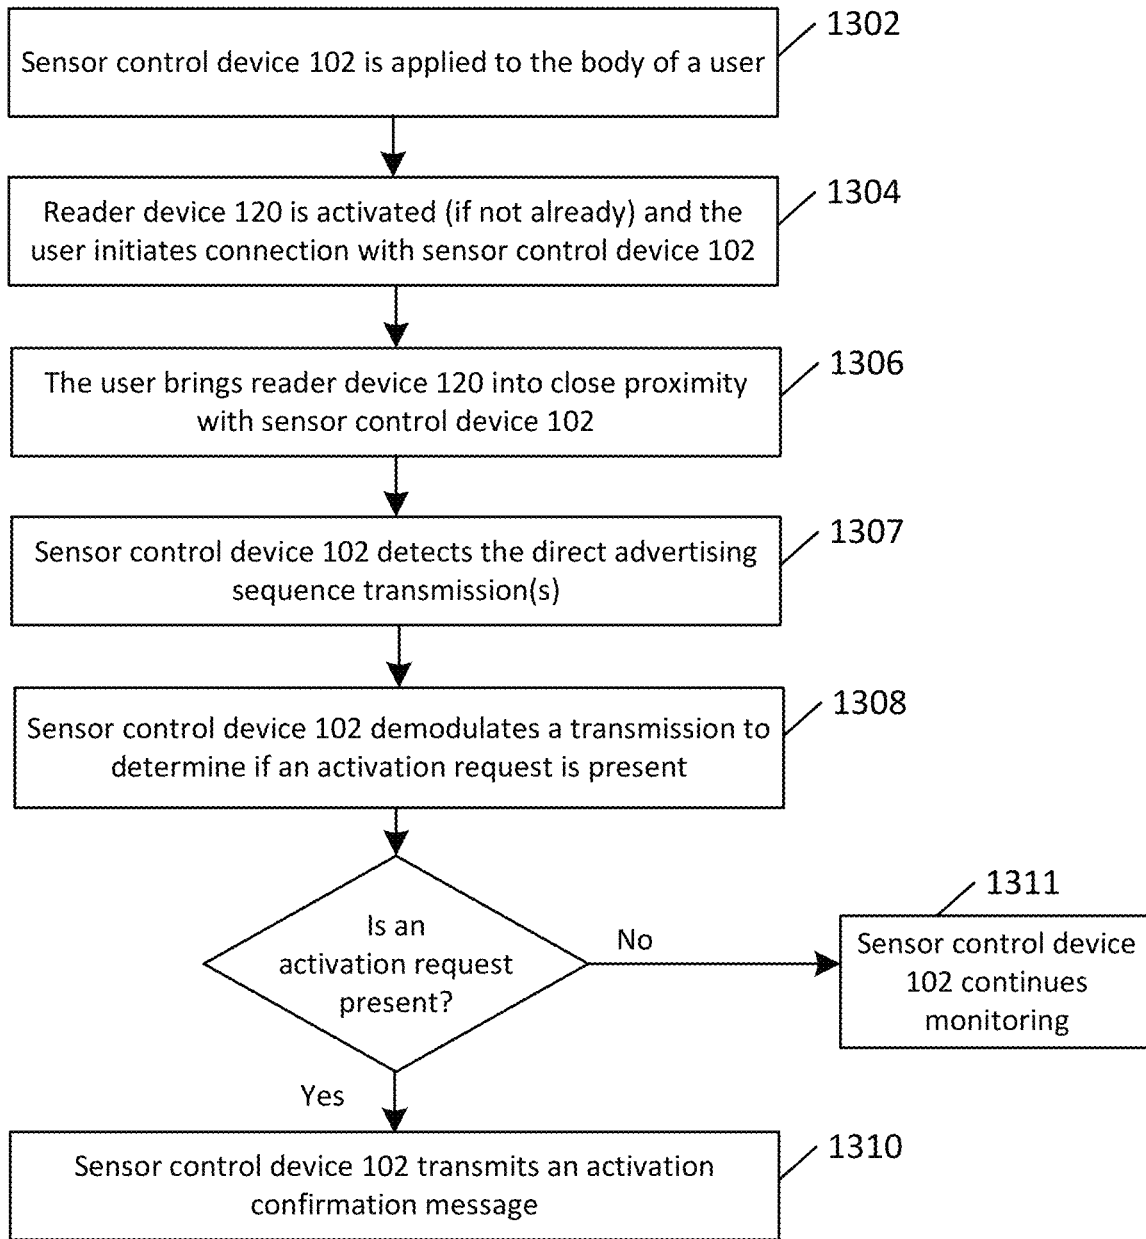 1302
Sensor control device 102 is applied to the body of a user
1304
Reader device 120 is activated (if not already) and the
user initiates connection with sensor control device 102
1306
The user brings reader device 120 into close proximity
with sensor control device 102
1307
Sensor control device 102 detects the direct advertising
sequence transmission(s)
1308
Sensor control device 102 demodulates a transmission to
determine if an activation request is present
Is an
activation request
present?
No
1311
Sensor control device
102 continues
monitoring
Yes
1310
Sensor control device 102 transmits an activation
confirmation message